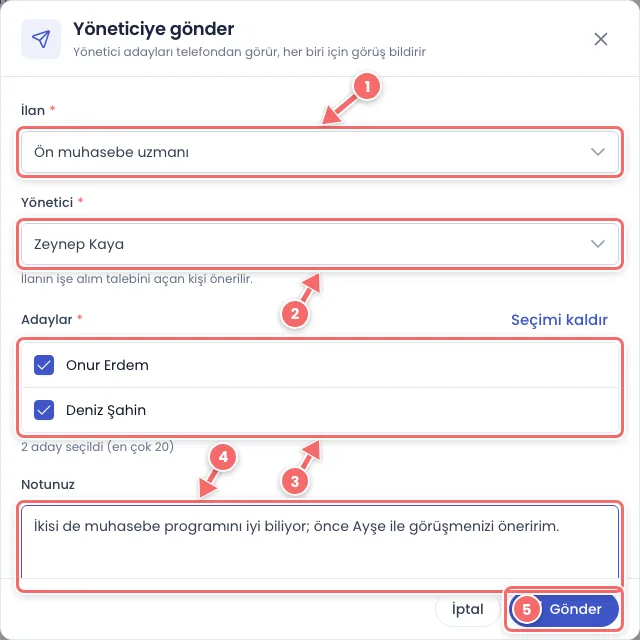 Yöneticiye gönder
Yönetici adayları telefondan görür, her biri için görüş bildirir
1
İlan *
Ön muhasebe uzmanı
Yönetici *
Zeynep Kaya
İlanın işe alım talebini açan kişi önerilir.
2
Adaylar *
Seçimi kaldır
Onur Erdem
Deniz Şahin
2 aday seçildi (en çok 20)
4
3
Notunuz
İkisi de muhasebe programını iyi biliyor; önce Ayşe ile görüşmenizi öneririm.
İptal
5 Gönder